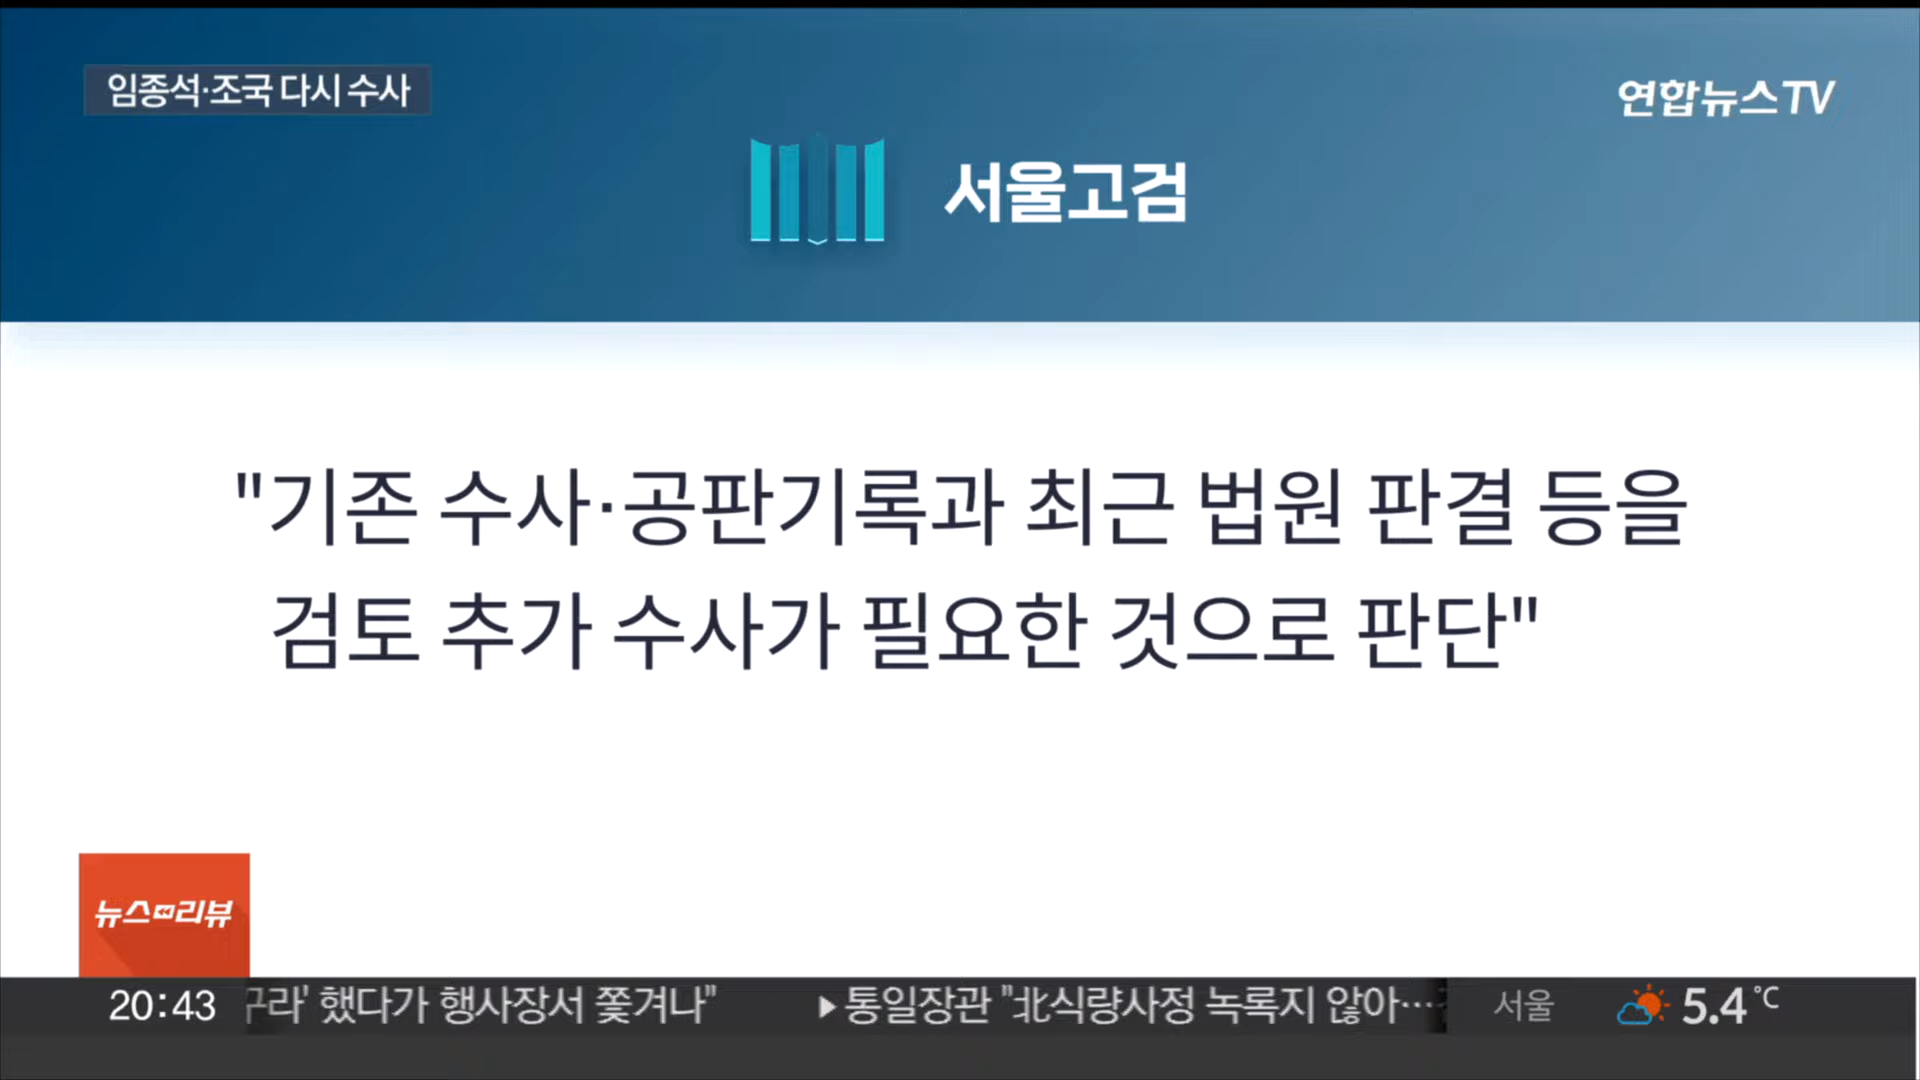 임종석·조국 다시 수사
연합뉴스TV
서울고검
"기존 수사·공판기록과 최근 법원 판결 등을
검토 추가 수사가 필요한 것으로 판단"
뉴스리뷰
20:43 구라' 했다가 행사장서 쫓겨나" ▶통일장관 "北식량사정 녹록지 않아… 서울 5.4℃